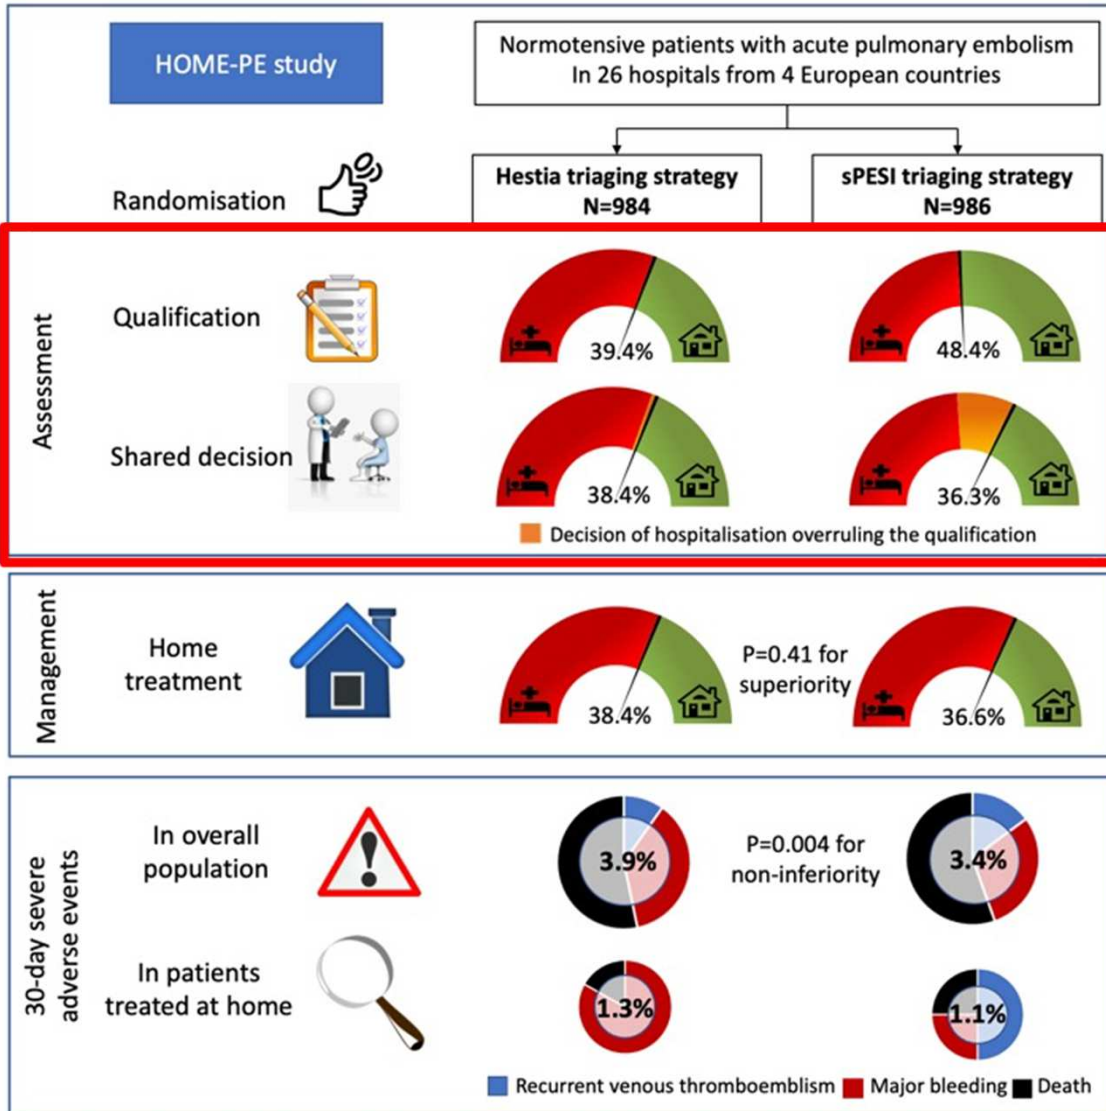 HOME-PE study
Normotensive patients with acute pulmonary embolism
In 26 hospitals from 4 European countries
Randomisation
Hestia triaging strategy
N=984
sPESI triaging strategy
N=986
Assessment
Qualification
39.4%
48.4%
Shared decision
38.4%
36.3%
Decision of hospitalisation overruling the qualification
Management
Home
treatment
38.4%
P=0.41 for
superiority
36.6%
30-day severe
adverse events
In overall
population
3.9%
P=0.004 for
non-inferiority
3.4%
In patients
treated at home
1.3%
1.1%
Recurrent venous thromboemblism
Major bleeding
Death